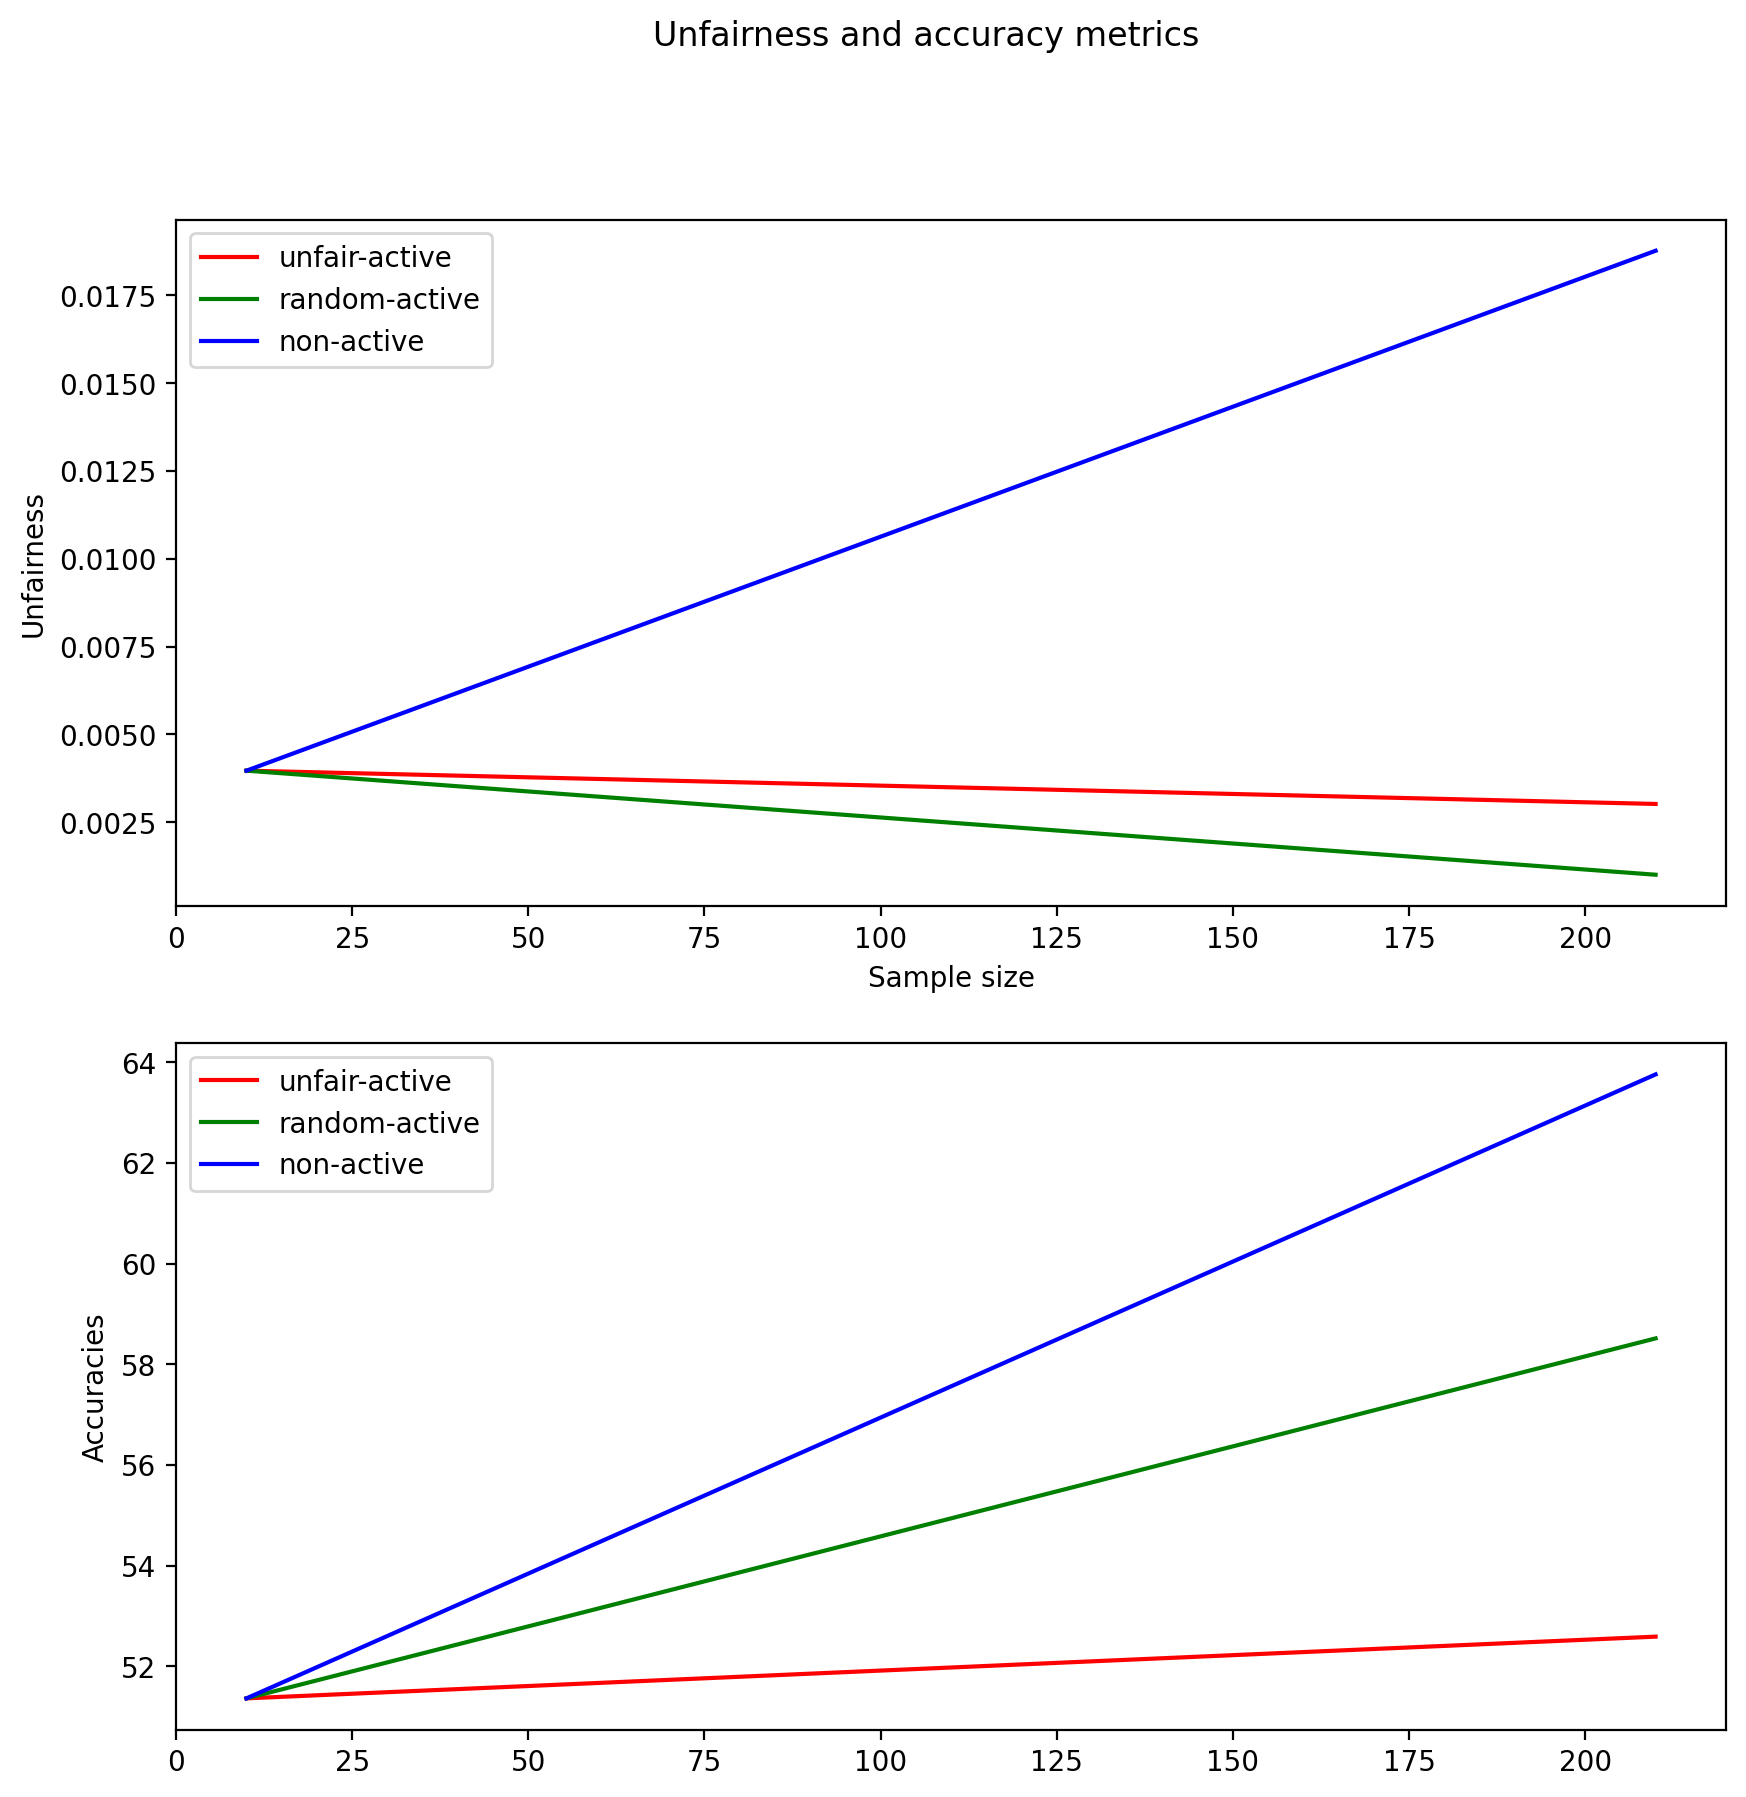 Unfairness and accuracy metrics
unfair-active
random-active
non-active
0.0175
0.0150
0.0125
0.0100
0.0075
0.0050
0.0025
Unfairness
0 25 50 75 100 125 150 175 200
Sample size
unfair-active
random-active
non-active
64
62
60
58
56
54
52
Accuracies
0 25 50 75 100 125 150 175 200